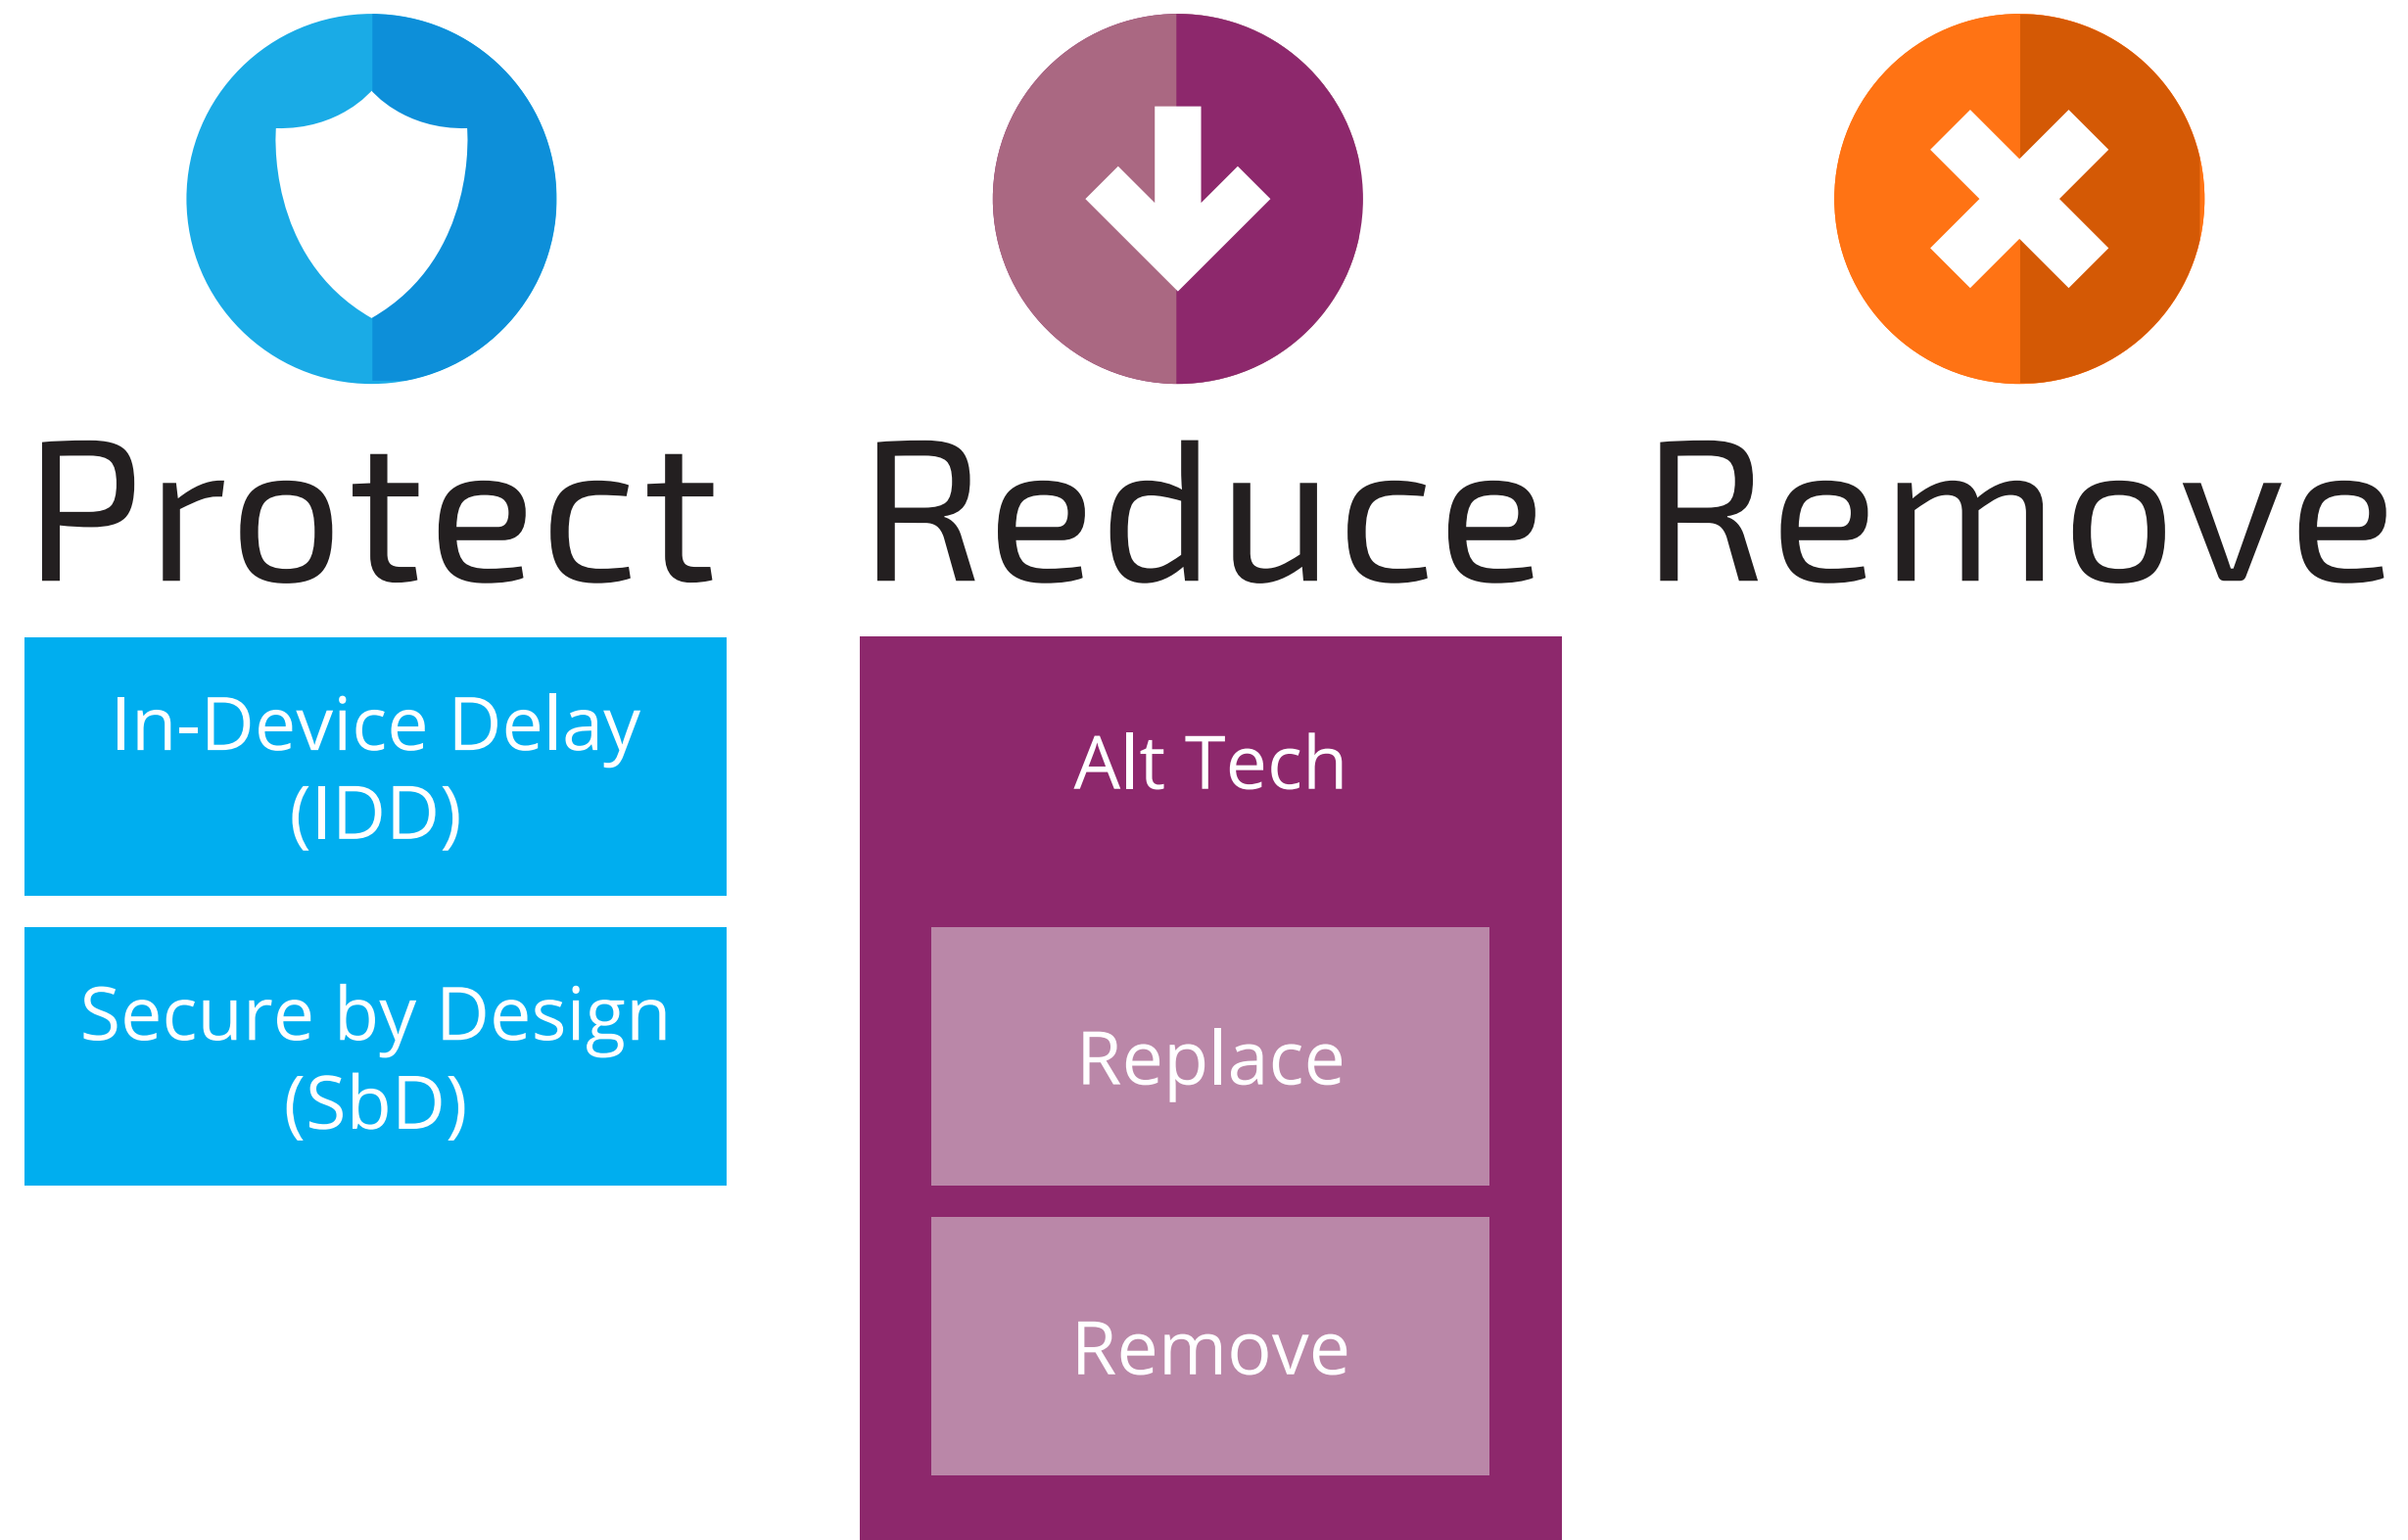 Protect
Reduce
Remove
In-Device Delay
(IDD)
Secure by Design
(SbD)
Alt Tech
Replace
Remove